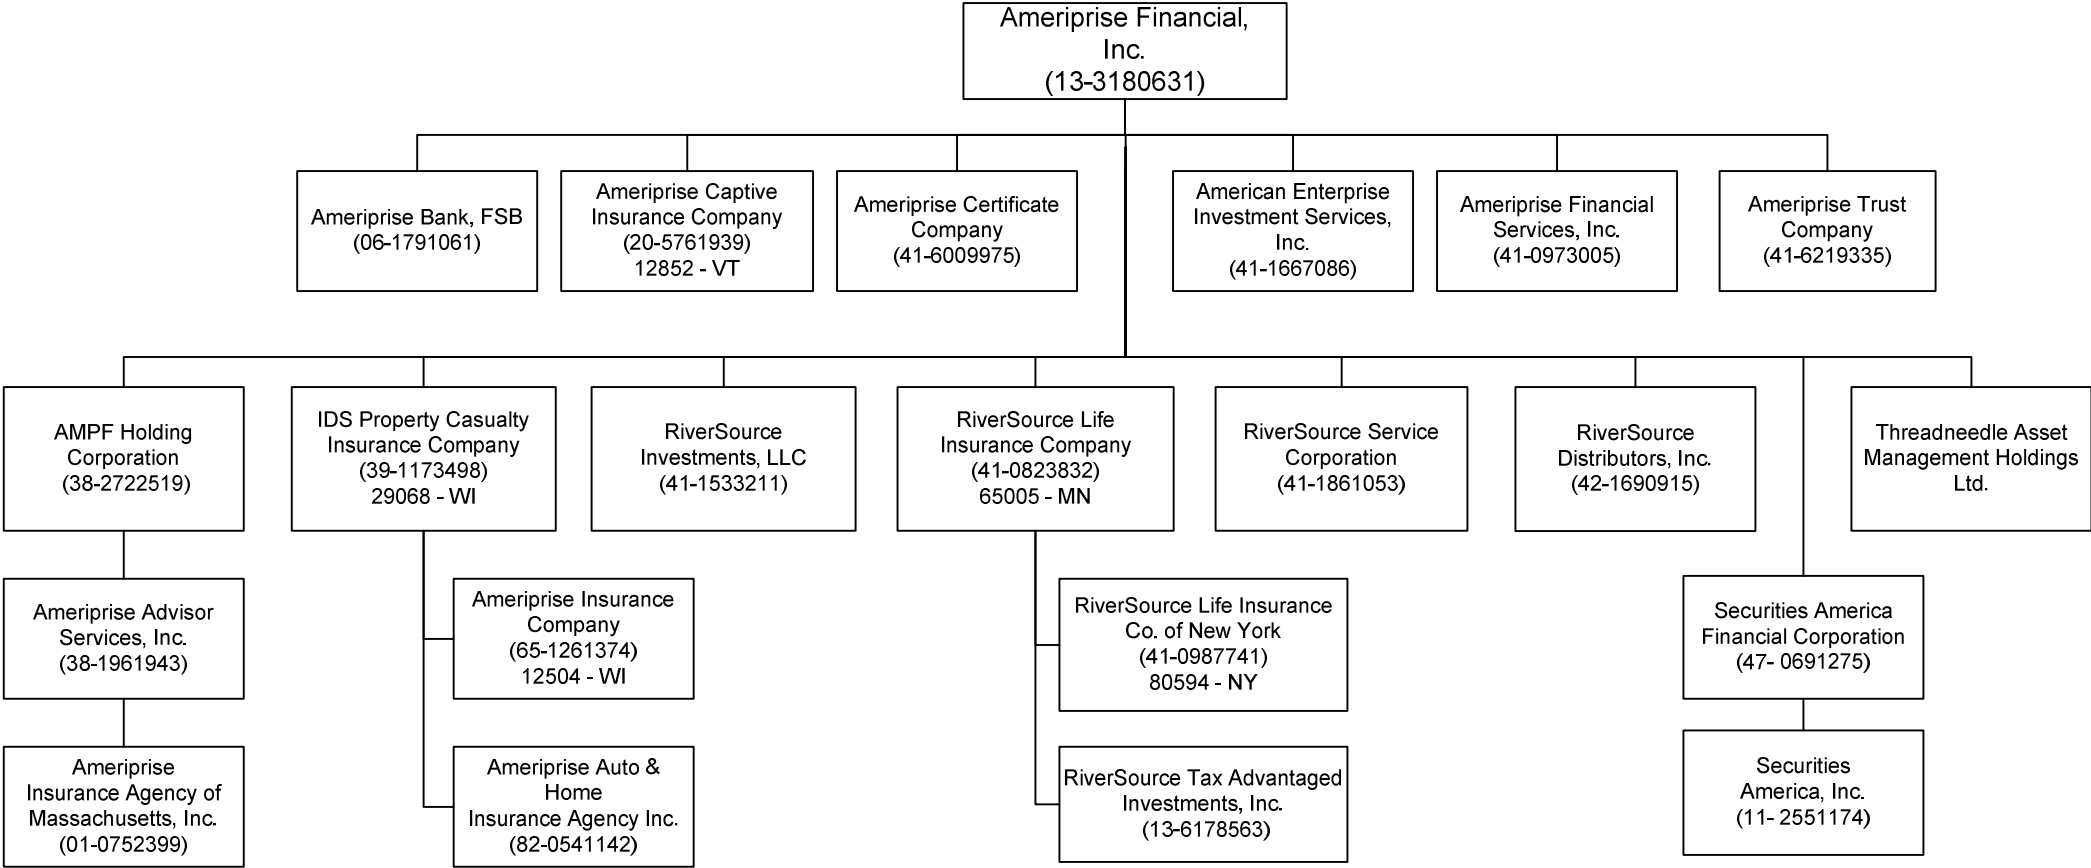 Ameriprise Financial,
Inc.
(13-3180631)
Ameriprise Bank, FSB
(06-1791061)
Ameriprise Captive
Insurance Company
(20-5761939)
12852 - VT
Ameriprise Certificate
Company
(41-6009975)
American Enterprise
Investment Services,
Inc.
(41-1667086)
Ameriprise Financial
Services, Inc.
(41-0973005)
Ameriprise Trust
Company
(41-6219335)
AMPF Holding
Corporation
(38-2722519)
IDS Property Casualty
Insurance Company
(39-1173498)
29068 - WI
RiverSource
Investments, LLC
(41-1533211)
RiverSource Life
Insurance Company
(41-0823832)
65005 - MN
RiverSource Service
Corporation
(41-1861053)
RiverSource
Distributors, Inc.
(42-1690915)
Threadneedle Asset
Management Holdings
Ltd.
Ameriprise Advisor
Services, Inc.
(38-1961943)
Ameriprise Insurance
Company
(65-1261374)
12504 - WI
RiverSource Life Insurance
Co. of New York
(41-0987741)
80594 - NY
Securities America
Financial Corporation
(47- 0691275)
Ameriprise
Insurance Agency of
Massachusetts, Inc.
(01-0752399)
Ameriprise Auto &
Home
Insurance Agency Inc.
(82-0541142)
RiverSource Tax Advantaged
Investments, Inc.
(13-6178563)
Securities
America, Inc.
(11- 2551174)